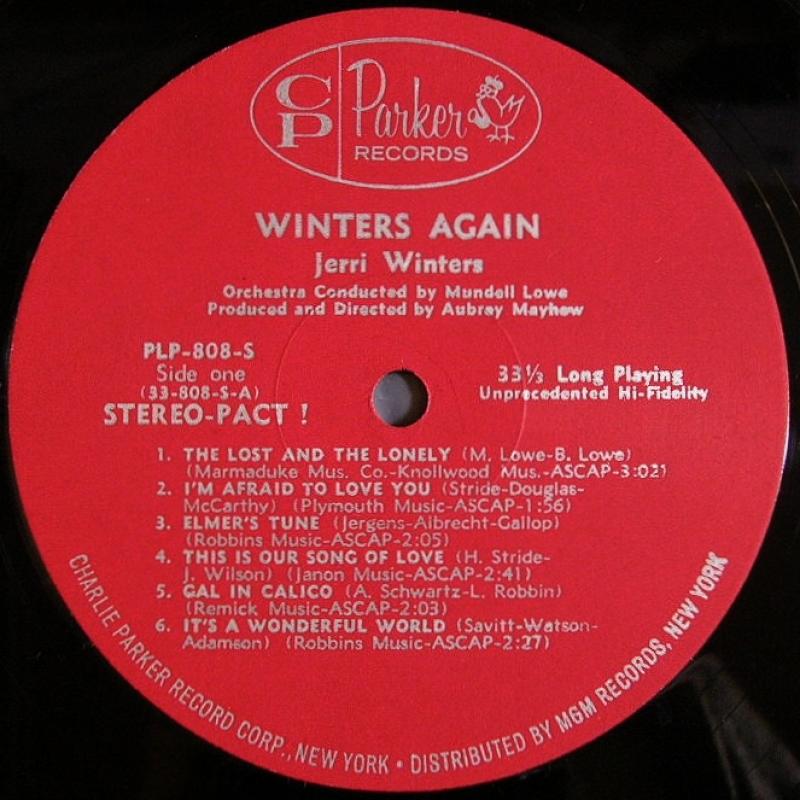 CP Parker
RECORDS
WINTERS AGAIN
Jerri Winters
Orchestra Conducted by Mundell Lowe
Produced and Directed by Aubrey Mayhew
PLP-808-S
Side one
(33-808-S-A)
STEREO-PACT !
33⅓ Long Playing
Unprecedented Hi-Fidelity
1. THE LOST AND THE LONELY (M. Lowe-B. Lowe)
(Marmaduke Mus. Co.-Knollwood Mus.-ASCAP-3:02)
2. I'M AFRAID TO LOVE YOU (Stride-Douglas-
McCarthy) (Plymouth Music-ASCAP-1:56)
3. ELMER'S TUNE (Jergens-Albrecht-Gallop)
(Robbins Music-ASCAP-2:05)
4. THIS IS OUR SONG OF LOVE (H. Stride-
J. Wilson) (Janon Music-ASCAP-2:41)
5. GAL IN CALICO (A. Schwartz-L. Robbin)
(Remick Music-ASCAP-2:03)
6. IT'S A WONDERFUL WORLD (Savitt-Watson-
Adamson) (Robbins Music-ASCAP-2:27)
CHARLIE PARKER RECORD CORP., NEW YORK • DISTRIBUTED BY MGM RECORDS, NEW YORK